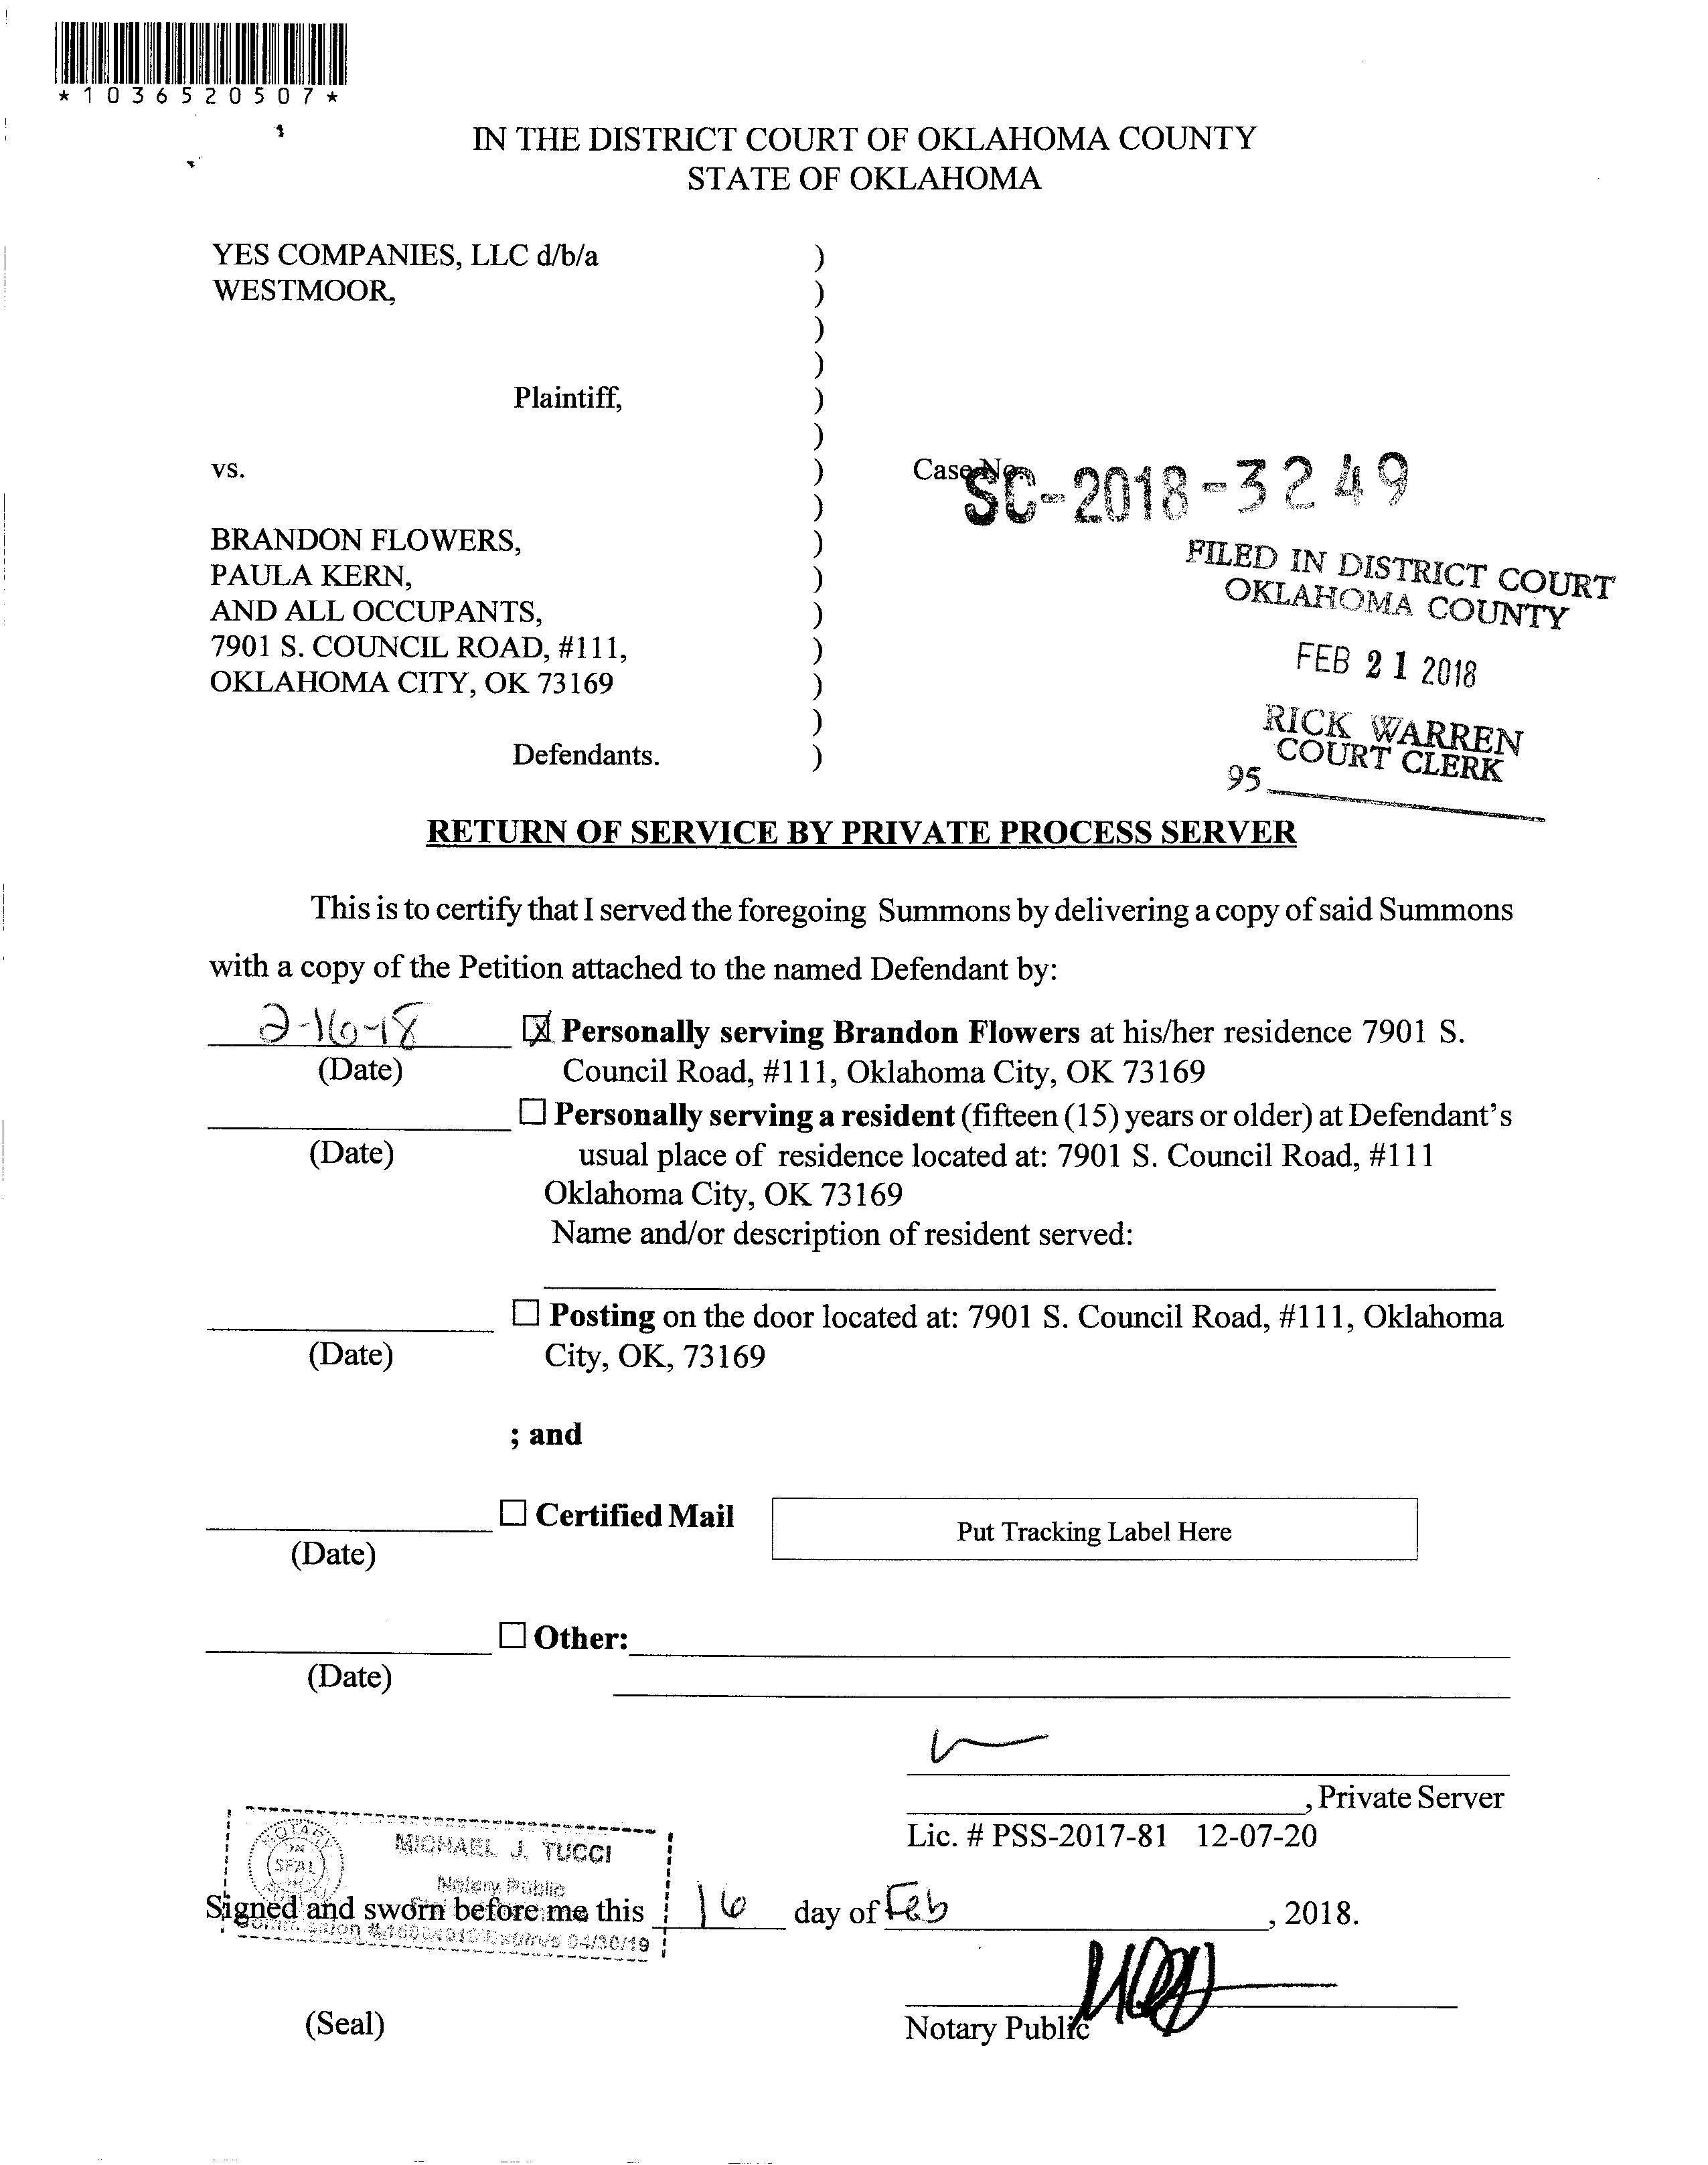 *1036520507*
IN THE DISTRICT COURT OF OKLAHOMA COUNTY
STATE OF OKLAHOMA
YES COMPANIES, LLC d/b/a )
WESTMOOR, )
)
)
Plaintiff, )
)
vs. ) Case No. SC-2018-3249
)
BRANDON FLOWERS, )
PAULA KERN, )
AND ALL OCCUPANTS, )
7901 S. COUNCIL ROAD, #111, )
OKLAHOMA CITY, OK 73169 )
)
Defendants. )
FILED IN DISTRICT COURT
OKLAHOMA COUNTY
FEB 21 2018
RICK WARREN
COURT CLERK
95
RETURN OF SERVICE BY PRIVATE PROCESS SERVER
This is to certify that I served the foregoing Summons by delivering a copy of said Summons
with a copy of the Petition attached to the named Defendant by:
2-16-18 ☒ Personally serving Brandon Flowers at his/her residence 7901 S.
(Date) Council Road, #111, Oklahoma City, OK 73169
☐ Personally serving a resident (fifteen (15) years or older) at Defendant's
(Date) usual place of residence located at: 7901 S. Council Road, #111
Oklahoma City, OK 73169
Name and/or description of resident served:
☐ Posting on the door located at: 7901 S. Council Road, #111, Oklahoma
(Date) City, OK, 73169
; and
☐ Certified Mail Put Tracking Label Here
(Date)
☐ Other:
(Date)
, Private Server
Lic. # PSS-2017-81 12-07-20
NOTARY
SEAL
MICHAEL J. TUCCI
Notary Public
Signed and sworn before me this 16 day of Feb, 2018.
Expires 04/30/19
(Seal) Notary Public